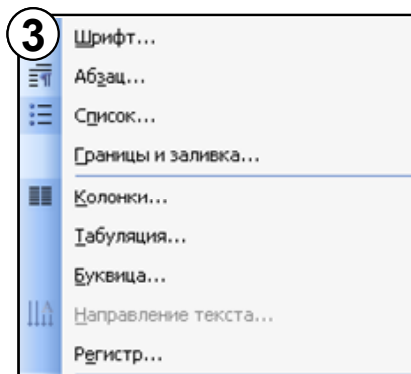 3
Шрифт...
Абзац...
Список...
Границы и заливка...
Колонки...
Табуляция...
Буквица...
Направление текста...
Регистр...